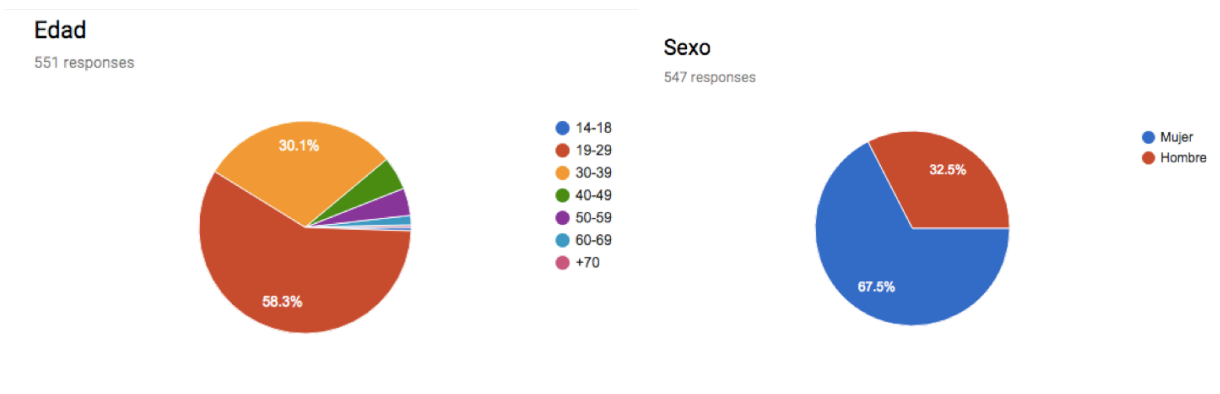 Edad
551 responses
30.1%
58.3%
14-18
19-29
30-39
40-49
50-59
60-69
+70
Sexo
547 responses
32.5%
67.5%
Mujer
Hombre